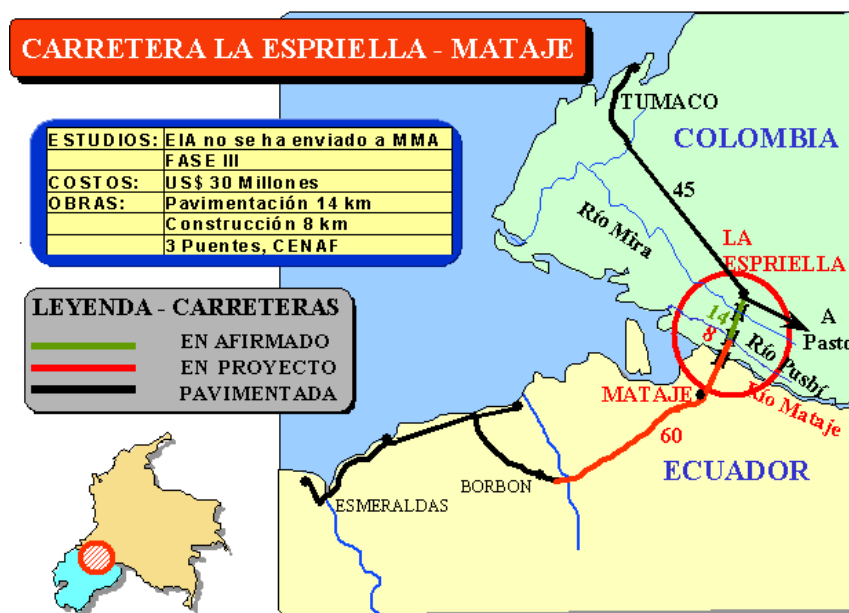 CARRETERA LA ESPRIELLA - MATAJE
ESTUDIOS: EIA no se ha enviado a MMA
FASE III
COSTOS: US$ 30 Millones
OBRAS: Pavimentación 14 km
Construcción 8 km
3 Puentes, CENAF
LEYENDA - CARRETERAS
EN AFIRMADO
EN PROYECTO
PAVIMENTADA
TUMACO
COLOMBIA
45
Río Mira
LA
ESPRIELLA
14
8
A
Pasto
Río Pusbí
MATAJE
Río Mataje
60
ECUADOR
BORBON
ESMERALDAS